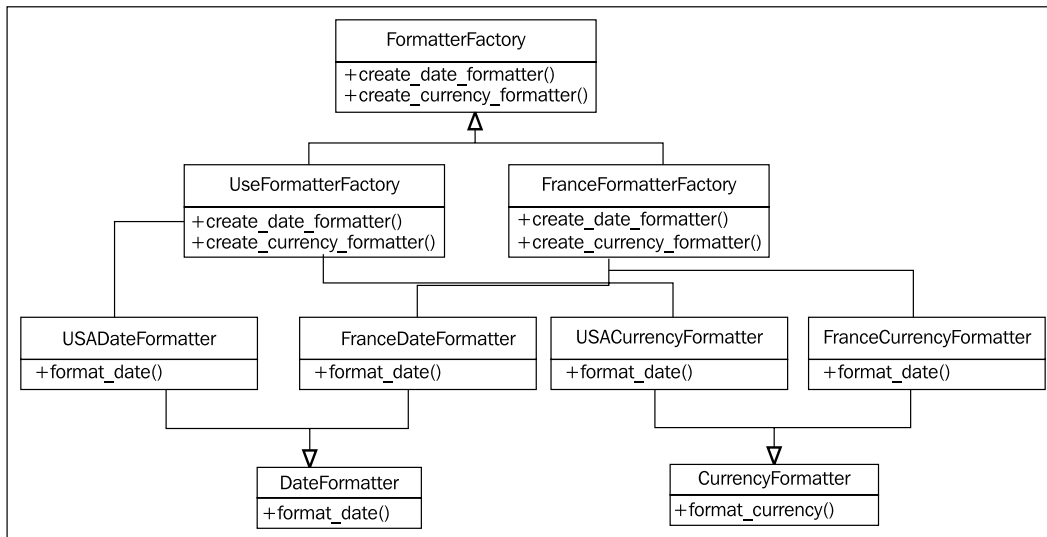 FormatterFactory
+create_date_formatter()
+create_currency_formatter()
UseFormatterFactory
+create_date_formatter()
+create_currency_formatter()
FranceFormatterFactory
+create_date_formatter()
+create_currency_formatter()
USADateFormatter
+format_date()
FranceDateFormatter
+format_date()
USACurrencyFormatter
+format_date()
FranceCurrencyFormatter
+format_date()
DateFormatter
+format_date()
CurrencyFormatter
+format_currency()